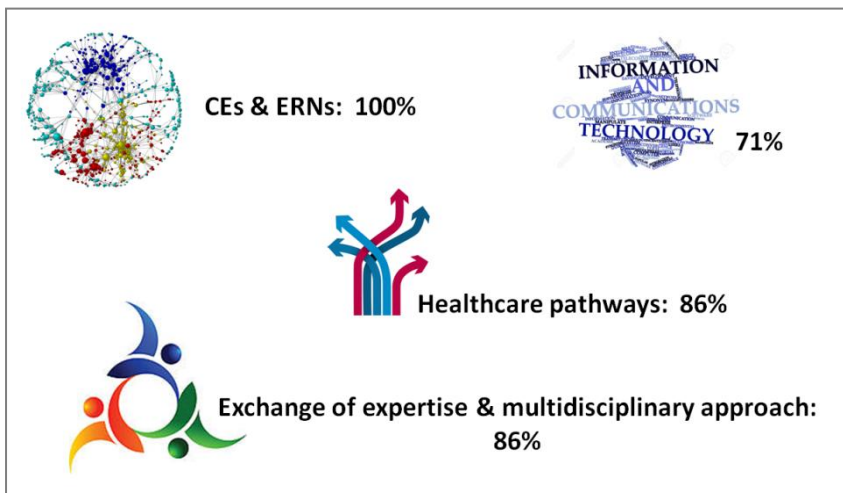 CEs & ERNs: 100%
INFORMATION
AND
COMMUNICATIONS
TECHNOLOGY
71%
Healthcare pathways: 86%
Exchange of expertise & multidisciplinary approach:
86%